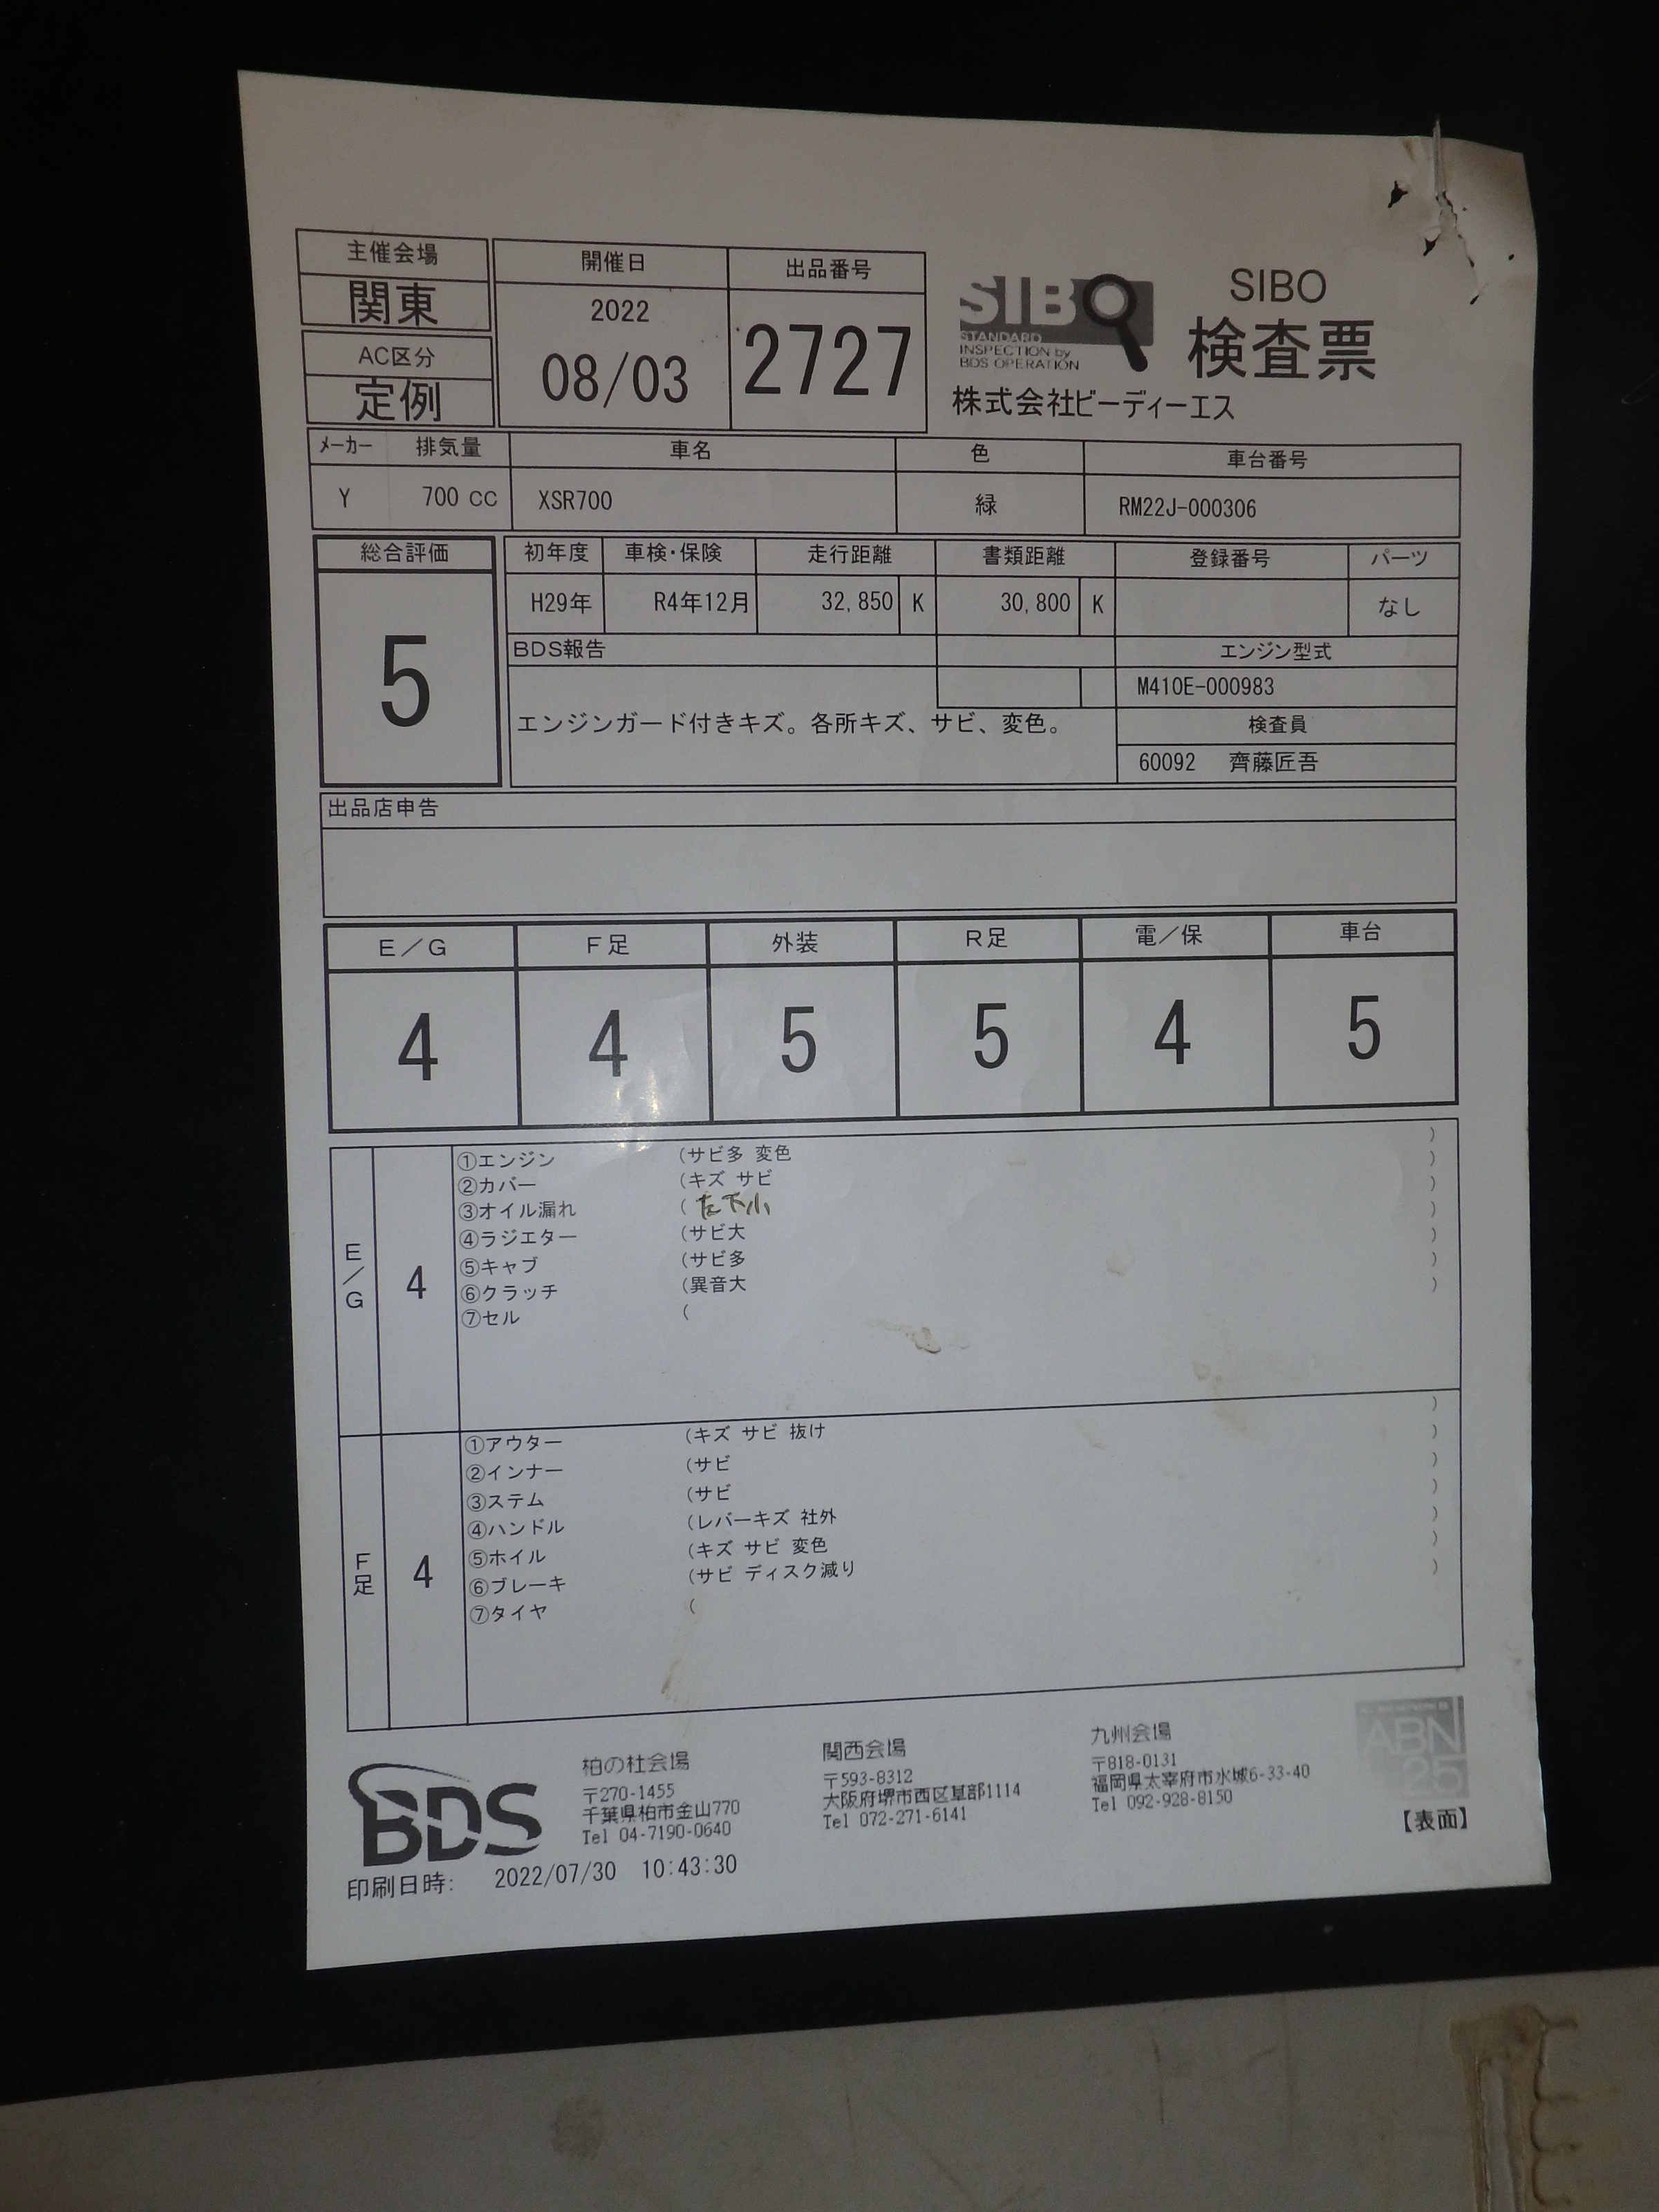 主催会場
関東
AC区分
定例
開催日
2022
08/03
出品番号
2727
SIBO
STANDARD
INSPECTION by
BDS OPERATION
SIBO
検査票
株式会社ビーディーエス
メーカー 排気量 車名 色 車台番号
Y 700 CC XSR700 緑 RM22J-000306
総合評価
5
初年度 車検・保険 走行距離 書類距離 登録番号 パーツ
H29年 R4年12月 32,850 K 30,800 K なし
BDS報告
エンジンガード付きキズ。各所キズ、サビ、変色。
エンジン型式
M410E-000983
検査員
60092 齊藤匠吾
出品店申告
E/G F足 外装 R足 電/保 車台
4 4 5 5 4 5
E/G
4
①エンジン (サビ多 変色 )
②カバー (キズ サビ )
③オイル漏れ ( 左下小 )
④ラジエター (サビ大 )
⑤キャブ (サビ多 )
⑥クラッチ (異音大 )
⑦セル ( )
F足
4
①アウター (キズ サビ 抜け )
②インナー (サビ )
③ステム (サビ )
④ハンドル (レバーキズ 社外 )
⑤ホイル (キズ サビ 変色 )
⑥ブレーキ (サビ ディスク減り )
⑦タイヤ ( )
BDS
柏の杜会場
〒270-1455
千葉県柏市金山770
Tel 04-7190-0640
関西会場
〒593-8312
大阪府堺市西区草部1114
Tel 072-271-6141
九州会場
〒818-0131
福岡県太宰府市水城6-33-40
Tel 092-928-8150
ABN
25
【表面】
印刷日時: 2022/07/30 10:43:30